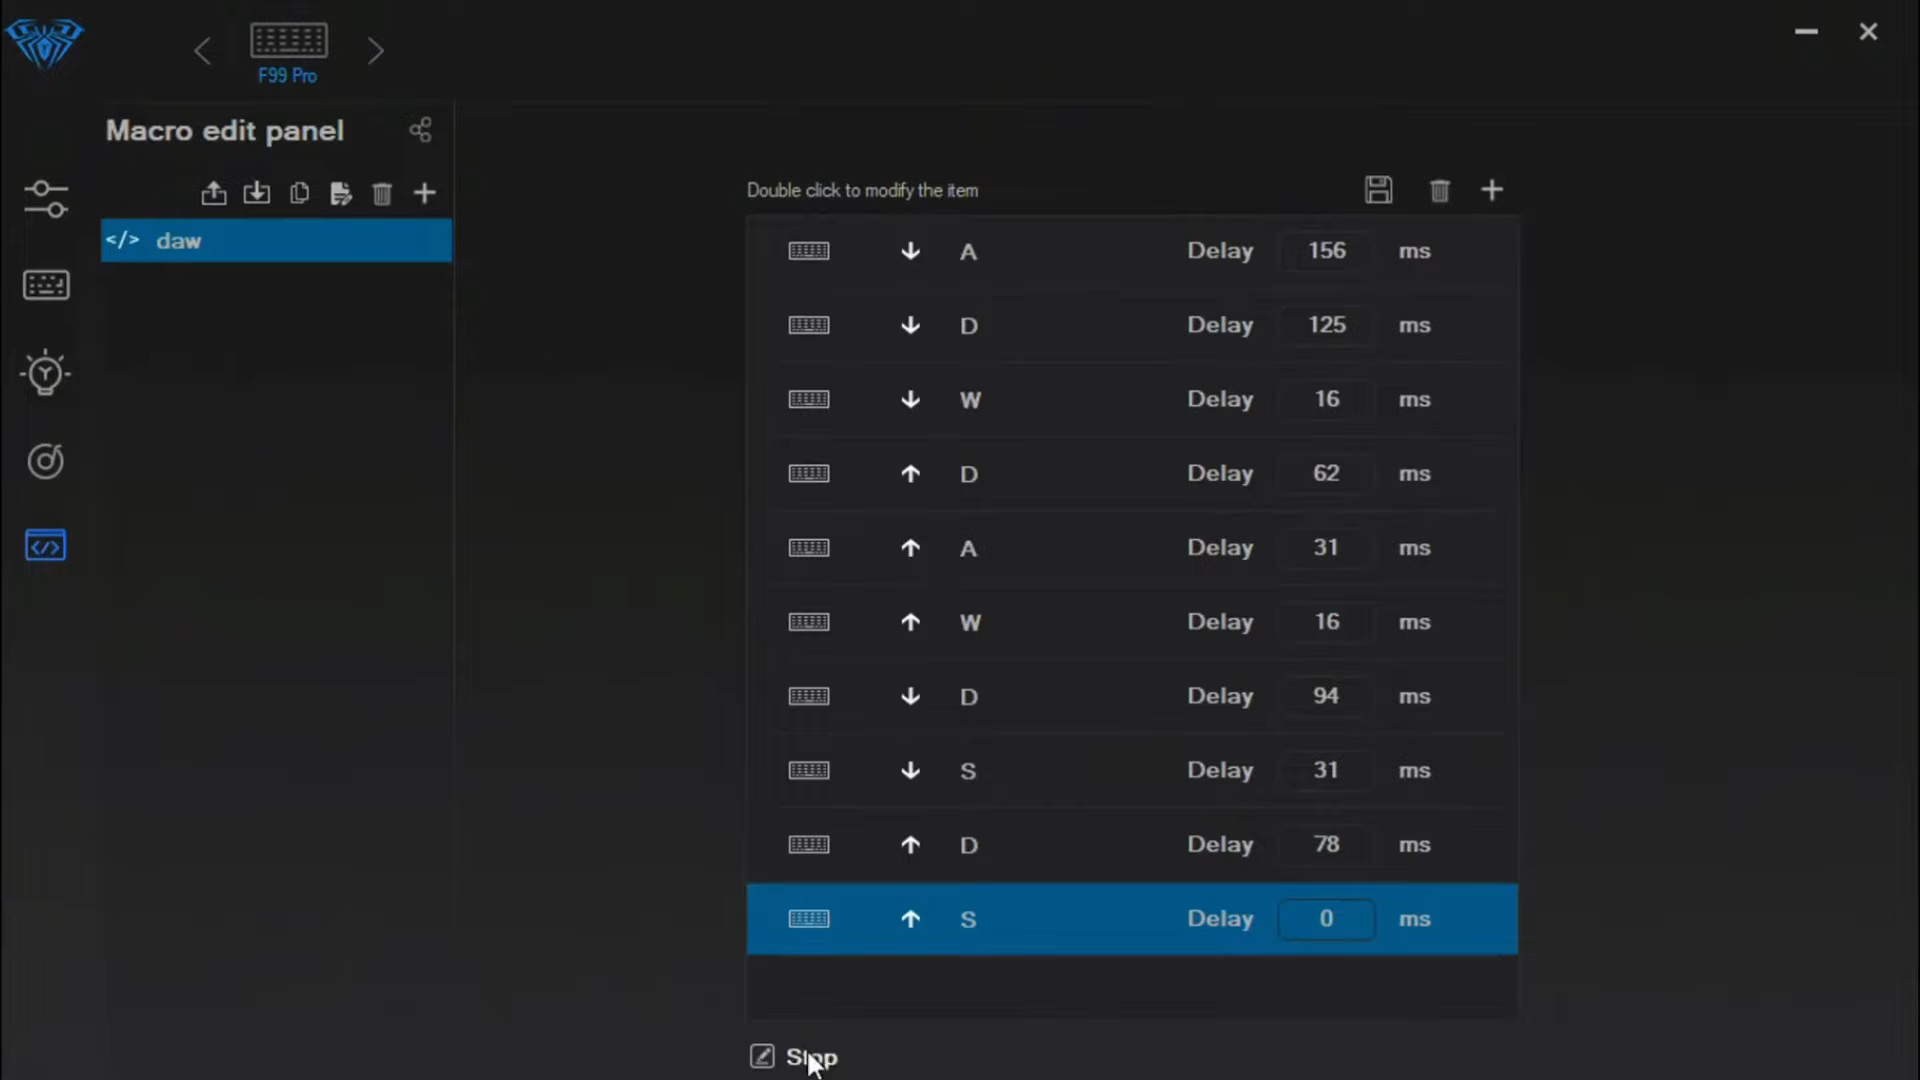 F99 Pro
Macro edit panel
</> daw
Double click to modify the item
A Delay 156 ms
D Delay 125 ms
W Delay 16 ms
D Delay 62 ms
A Delay 31 ms
W Delay 16 ms
D Delay 94 ms
S Delay 31 ms
D Delay 78 ms
S Delay 0 ms
Stop